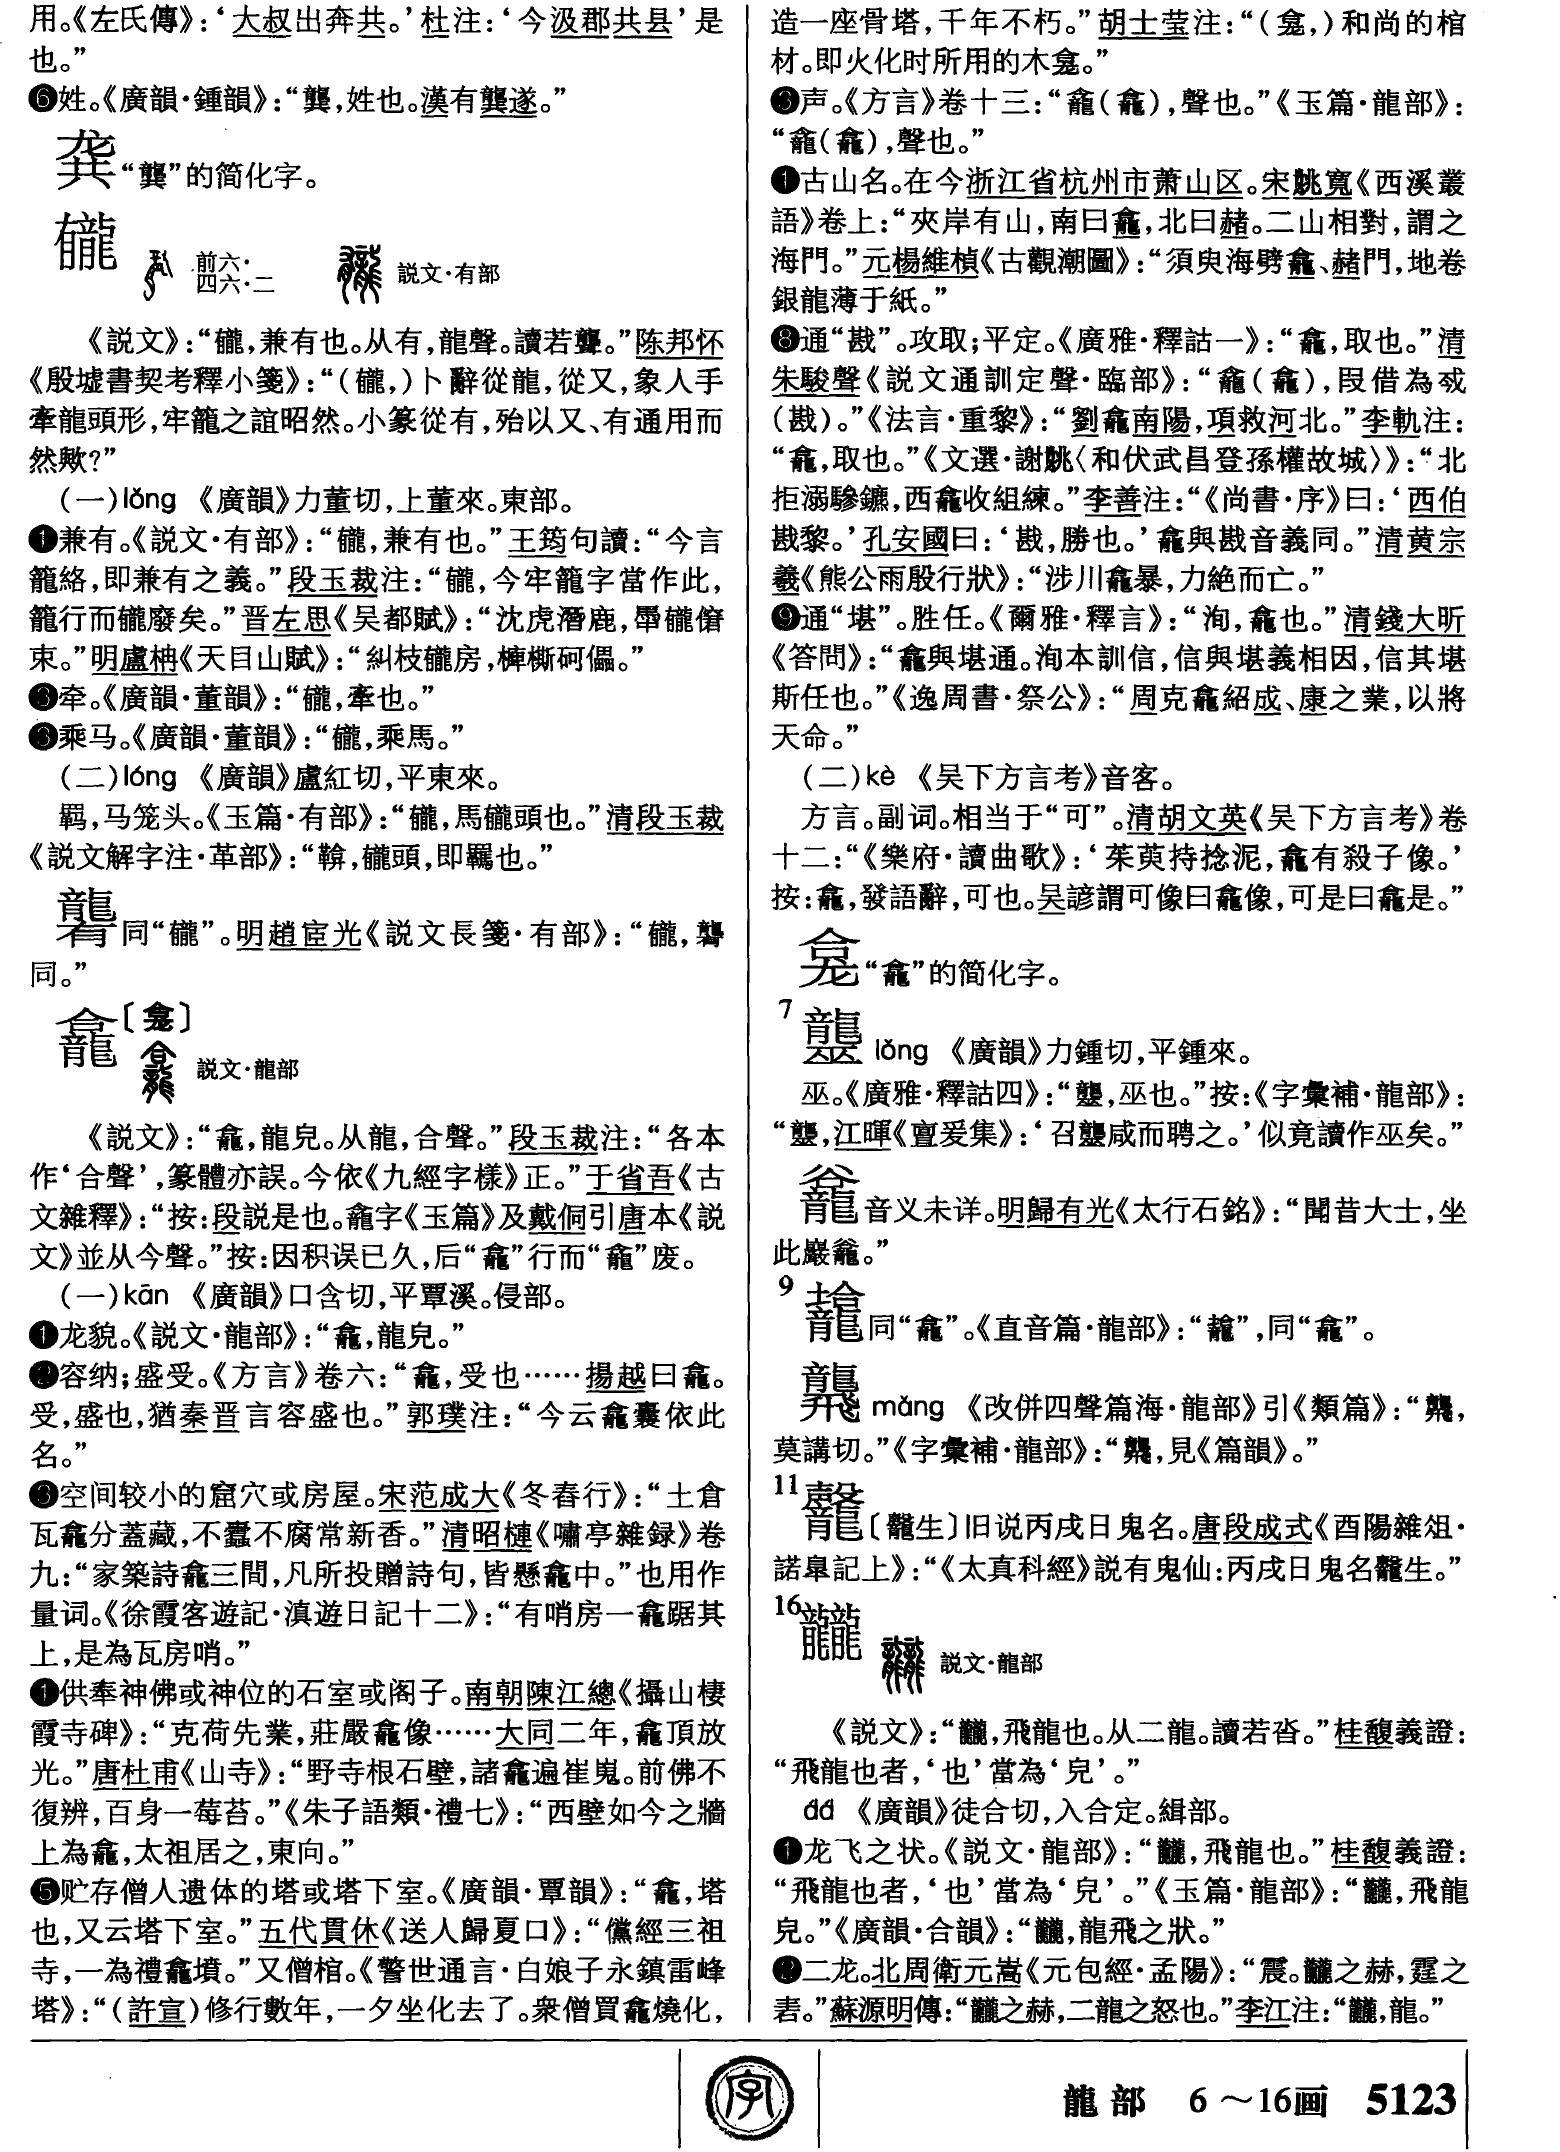 用。《左氏傳》：‘大叔出奔共。’杜注：‘今汲郡共县’是
也。”
❻姓。《廣韻·鍾韻》：“龔，姓也。漢有龔遂。”
龚“龔”的简化字。
龓 前六·四六·二 説文·有部
《説文》：“龓，兼有也。从有，龍聲。讀若聾。”陈邦怀
《殷墟書契考釋小箋》：“（龓，）卜辭從龍，從又，象人手
牽龍頭形，牢籠之誼昭然。小篆從有，殆以又、有通用而
然歟？”
（一）lǒng 《廣韻》力董切，上董來。東部。
❶兼有。《説文·有部》：“龓，兼有也。”王筠句讀：“今言
籠絡，即兼有之義。”段玉裁注：“龓，今牢籠字當作此，
籠行而龓廢矣。”晋左思《吴都賦》：“沈虎潛鹿，馽龓僒
束。”明盧柟《天目山賦》：“糾枝龓房，椑櫯砢儡。”
❷牵。《廣韻·董韻》：“龓，牽也。”
❸乘马。《廣韻·董韻》：“龓，乘馬。”
（二）lóng 《廣韻》盧紅切，平東來。
羁，马笼头。《玉篇·有部》：“龓，馬龓頭也。”清段玉裁
《説文解字注·革部》：“鞥，龓頭，即羈也。”
同“龓”。明趙宧光《説文長箋·有部》：“龓，
同。”
龕〔龛〕 説文·龍部
《説文》：“龕，龍皃。从龍，合聲。”段玉裁注：“各本
作‘合聲’，篆體亦誤。今依《九經字樣》正。”于省吾《古
文雜釋》：“按：段説是也。龕字《玉篇》及戴侗引唐本《説
文》並从今聲。”按：因积误已久，后“龕”行而“龕”废。
（一）kān 《廣韻》口含切，平覃溪。侵部。
❶龙貌。《説文·龍部》：“龕，龍皃。”
❷容纳；盛受。《方言》卷六：“龕，受也……揚越曰龕。
受，盛也，猶秦晋言容盛也。”郭璞注：“今云龕囊依此
名。”
❸空间较小的窟穴或房屋。宋范成大《冬舂行》：“土倉
瓦龕分蓋藏，不蠹不腐常新香。”清昭槤《嘯亭雜録》卷
九：“家築詩龕三間，凡所投贈詩句，皆懸龕中。”也用作
量词。《徐霞客遊記·滇遊日記十二》：“有哨房一龕踞其
上，是為瓦房哨。”
❹供奉神佛或神位的石室或阁子。南朝陳江總《攝山棲
霞寺碑》：“克荷先業，莊嚴龕像……大同二年，龕頂放
光。”唐杜甫《山寺》：“野寺根石壁，諸龕遍崔嵬。前佛不
復辨，百身一莓苔。”《朱子語類·禮七》：“西壁如今之牆
上為龕，太祖居之，東向。”
❺贮存僧人遗体的塔或塔下室。《廣韻·覃韻》：“龕，塔
也，又云塔下室。”五代貫休《送人歸夏口》：“儻經三祖
寺，一為禮龕墳。”又僧棺。《警世通言·白娘子永鎮雷峰
塔》：“（許宣）修行數年，一夕坐化去了。衆僧買龕燒化，
造一座骨塔，千年不朽。”胡士莹注：“（龛，）和尚的棺
材。即火化时所用的木龛。”
❻声。《方言》卷十三：“龕（龕），聲也。”《玉篇·龍部》：
“龕（龕），聲也。”
❼古山名。在今浙江省杭州市萧山区。宋姚寬《西溪叢
語》卷上：“夾岸有山，南曰龕，北曰赭。二山相對，謂之
海門。”元楊維楨《古觀潮圖》：“須臾海劈龕、赭門，地卷
銀龍薄于紙。”
❽通“戡”。攻取；平定。《廣雅·釋詁一》：“龕，取也。”清
朱駿聲《説文通訓定聲·臨部》：“龕（龕），叚借為㦰
（戡）。”《法言·重黎》：“劉龕南陽，項救河北。”李軌注：
“龕，取也。”《文選·謝朓〈和伏武昌登孫權故城〉》：“北
拒溺驂鑣，西龕收組練。”李善注：“《尚書·序》曰：‘西伯
戡黎。’孔安國曰：‘戡，勝也。’龕與戡音義同。”清黄宗
羲《熊公雨殷行狀》：“涉川龕暴，力絶而亡。”
❾通“堪”。胜任。《爾雅·釋言》：“洵，龕也。”清錢大昕
《答問》：“龕與堪通。洵本訓信，信與堪義相因，信其堪
斯任也。”《逸周書·祭公》：“周克龕紹成、康之業，以將
天命。”
（二）kè 《吴下方言考》音客。
方言。副词。相当于“可”。清胡文英《吴下方言考》卷
十二：“《樂府·讀曲歌》：‘茱萸持捻泥，龕有殺子像。’
按：龕，發語辭，可也。吴諺謂可像曰龕像，可是曰龕是。”
龛“龕”的简化字。
7
lǒng 《廣韻》力鍾切，平鍾來。
巫。《廣雅·釋詁四》：“，巫也。”按：《字彙補·龍部》：
“，江暉《亶爰集》：‘召咸而聘之。’似竟讀作巫矣。”
音义未详。明歸有光《太行石銘》：“聞昔大士，坐
此巖。”
9
同“龕”。《直音篇·龍部》：“”，同“龕”。
mǎng 《改併四聲篇海·龍部》引《類篇》：“，
莫講切。”《字彙補·龍部》：“，見《篇韻》。”
11
〔生〕旧说丙戌日鬼名。唐段成式《酉陽雜俎·
諾皋記上》：“《太真科經》説有鬼仙：丙戌日鬼名生。”
16
龖 説文·龍部
《説文》：“龖，飛龍也。从二龍。讀若沓。”桂馥義證：
“飛龍也者，‘也’當為‘皃’。”
dá 《廣韻》徒合切，入合定。緝部。
❶龙飞之状。《説文·龍部》：“龖，飛龍也。”桂馥義證：
“飛龍也者，‘也’當為‘皃’。”《玉篇·龍部》：“龖，飛龍
皃。”《廣韻·合韻》：“龖，龍飛之狀。”
❷二龙。北周衛元嵩《元包經·孟陽》：“震。龖之赫，霆之
砉。”蘇源明傳：“龖之赫，二龍之怒也。”李江注：“龖，龍。”
字
龍部 6～16画 5123